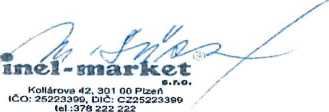 inel-market
s.r.o.
Kollárova 42, 301 00 Plzeň
IČO: 25223399, DIČ: CZ25223399
tel.:378 222 222